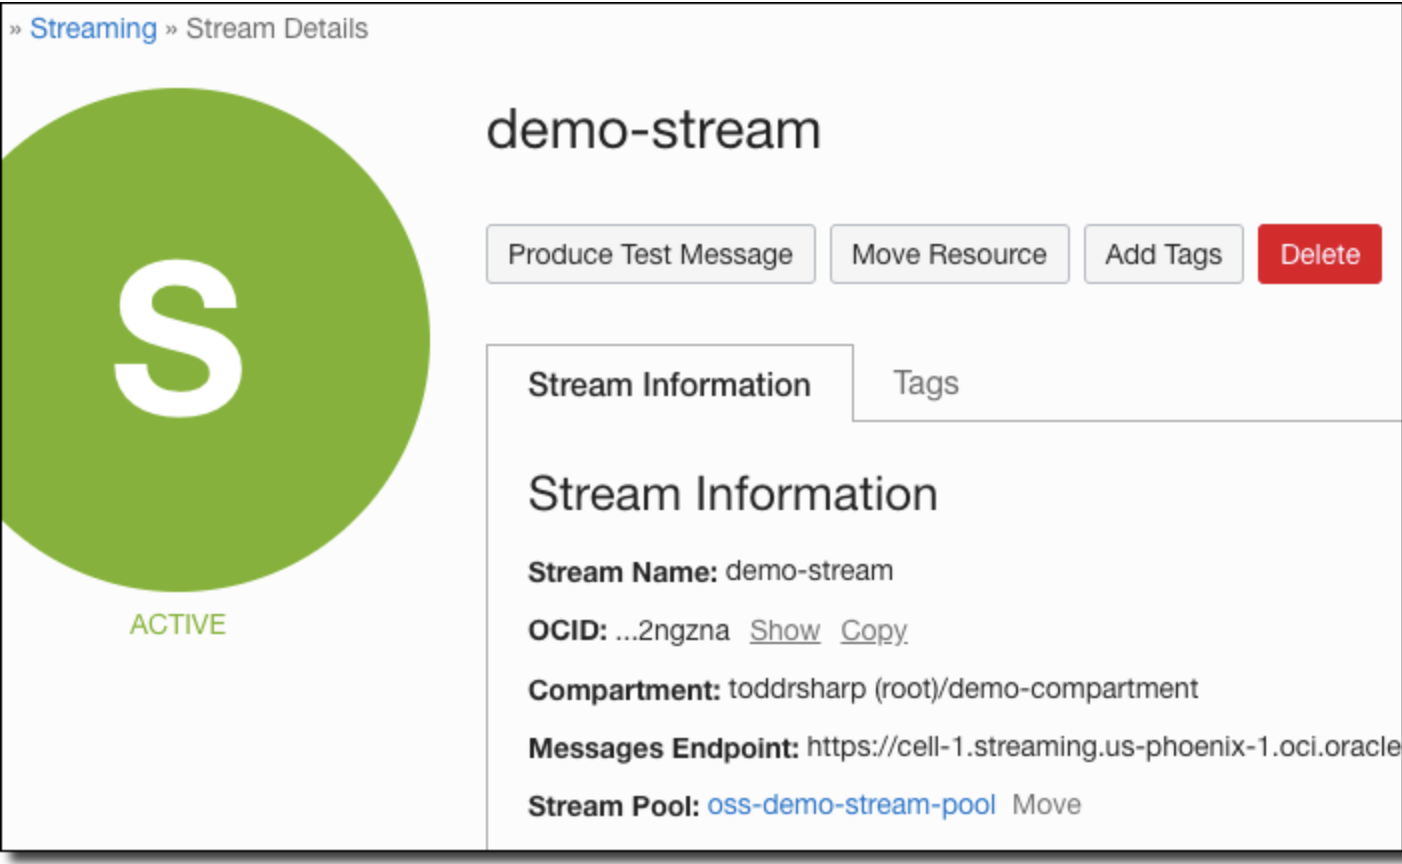 » Streaming » Stream Details
demo-stream
Produce Test Message Move Resource Add Tags Delete
S
ACTIVE
Stream Information Tags
Stream Information
Stream Name: demo-stream
OCID: ...2ngzna Show Copy
Compartment: toddrsharp (root)/demo-compartment
Messages Endpoint: https://cell-1.streaming.us-phoenix-1.oci.oracle
Stream Pool: oss-demo-stream-pool Move